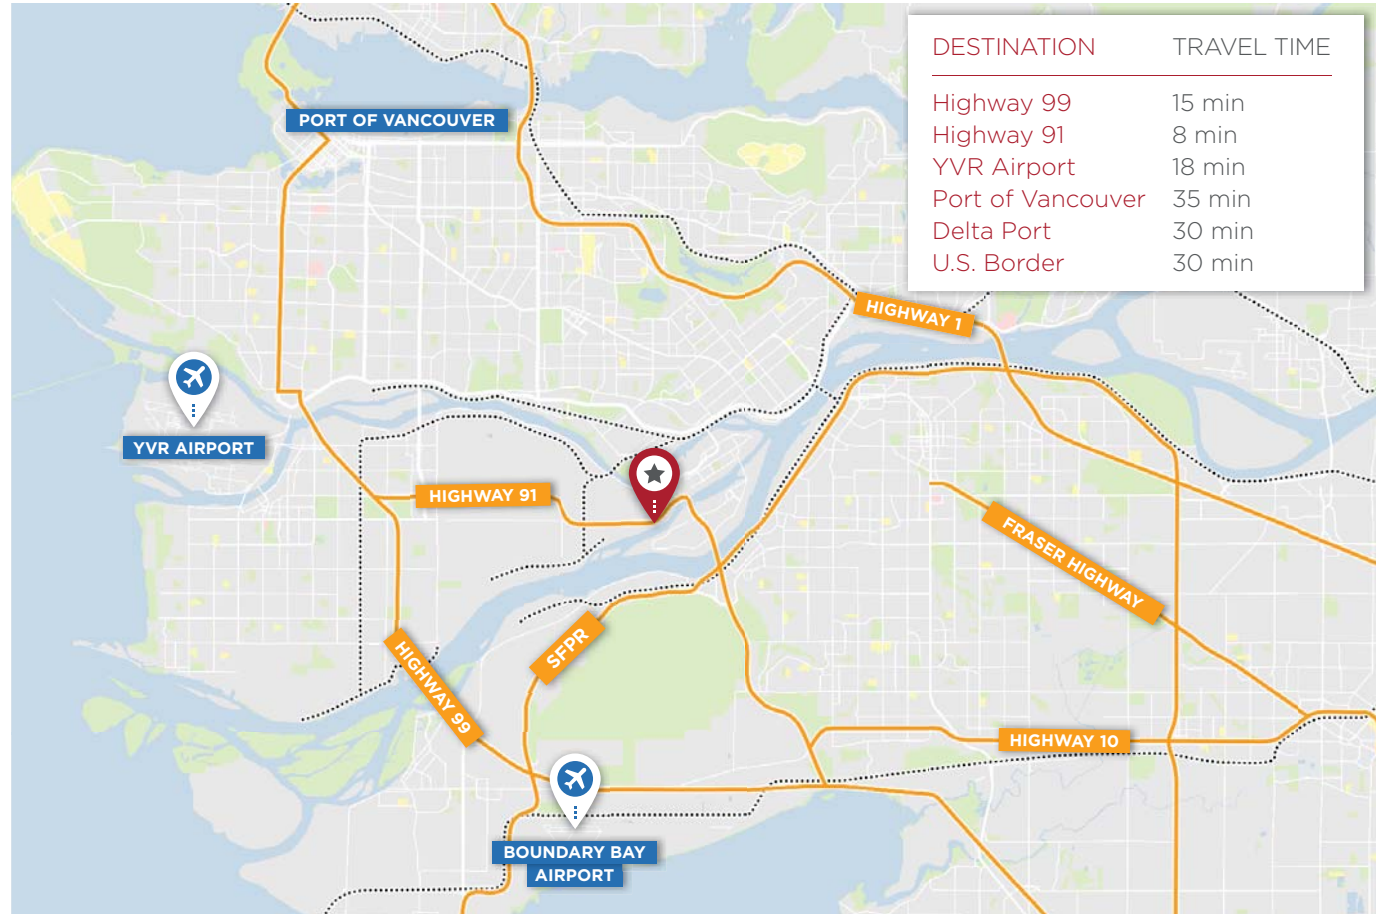 DESTINATION TRAVEL TIME
Highway 99 15 min
Highway 91 8 min
YVR Airport 18 min
Port of Vancouver 35 min
Delta Port 30 min
U.S. Border 30 min
PORT OF VANCOUVER
HIGHWAY 1
YVR AIRPORT
HIGHWAY 91
FRASER HIGHWAY
SFPR
HIGHWAY 99
HIGHWAY 10
BOUNDARY BAY
AIRPORT